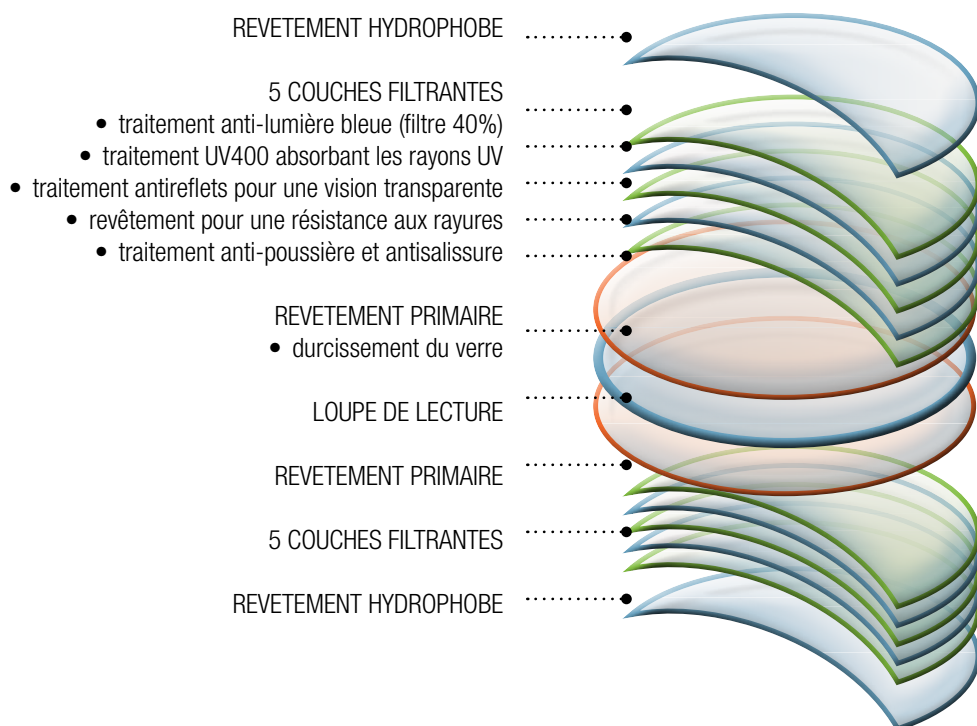 REVETEMENT HYDROPHOBE
5 COUCHES FILTRANTES
• traitement anti-lumière bleue (filtre 40%)
• traitement UV400 absorbant les rayons UV
• traitement antireflets pour une vision transparente
• revêtement pour une résistance aux rayures
• traitement anti-poussière et antisalissure
REVETEMENT PRIMAIRE
• durcissement du verre
LOUPE DE LECTURE
REVETEMENT PRIMAIRE
5 COUCHES FILTRANTES
REVETEMENT HYDROPHOBE